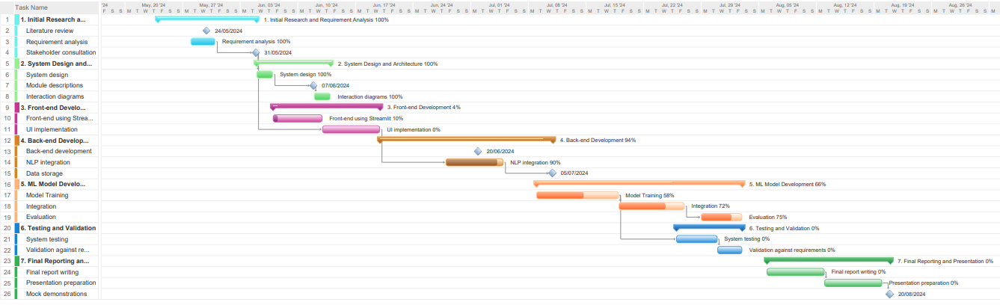 Task Name
'24 May, 20 '24 May, 27 '24 Jun, 03 '24 Jun, 10 '24 Jun, 17 '24 Jun, 24 '24 Jul, 01 '24 Jul, 08 '24 Jul, 15 '24 Jul, 22 '24 Jul, 29 '24 Aug, 05 '24 Aug, 12 '24 Aug, 19 '24 Aug, 26 '24
1 1. Initial Research a... 1. Initial Research and Requirement Analysis 100%
2 Literature review 24/05/2024
3 Requirement analysis Requirement analysis 100%
4 Stakeholder consultation 31/05/2024
5 2. System Design and... 2. System Design and Architecture 100%
6 System design System design 100%
7 Module descriptions 07/06/2024
8 Interaction diagrams Interaction diagrams 100%
9 3. Front-end Develo... 3. Front-end Development 4%
10 Front-end using Strea... Front-end using Streamlit 10%
11 UI implementation UI implementation 0%
12 4. Back-end Develop... 4. Back-end Development 94%
13 Back-end development 20/06/2024
14 NLP integration NLP integration 90%
15 Data storage 05/07/2024
16 5. ML Model Develo... 5. ML Model Development 66%
17 Model Training Model Training 58%
18 Integration Integration 72%
19 Evaluation Evaluation 75%
20 6. Testing and Validation 6. Testing and Validation 0%
21 System testing System testing 0%
22 Validation against re... Validation against requirements 0%
23 7. Final Reporting an... 7. Final Reporting and Presentation 0%
24 Final report writing Final report writing 0%
25 Presentation preparation Presentation preparation 0%
26 Mock demonstrations 20/08/2024